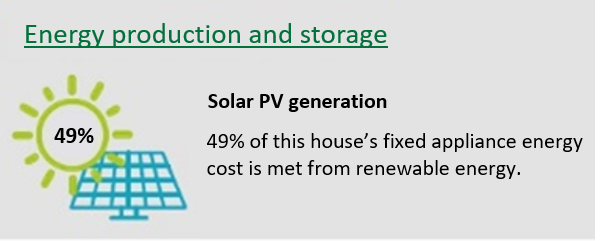 Energy production and storage
49%
Solar PV generation
49% of this house’s fixed appliance energy
cost is met from renewable energy.